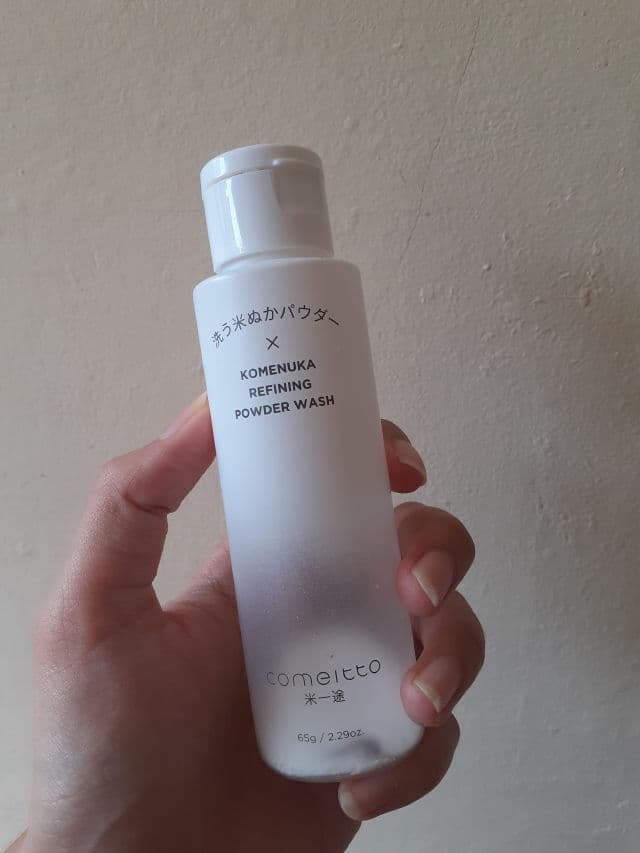 洗う米ぬかパウダー
×
KOMENUKA
REFINING
POWDER WASH
comeitto
米一途
65g / 2.29oz.